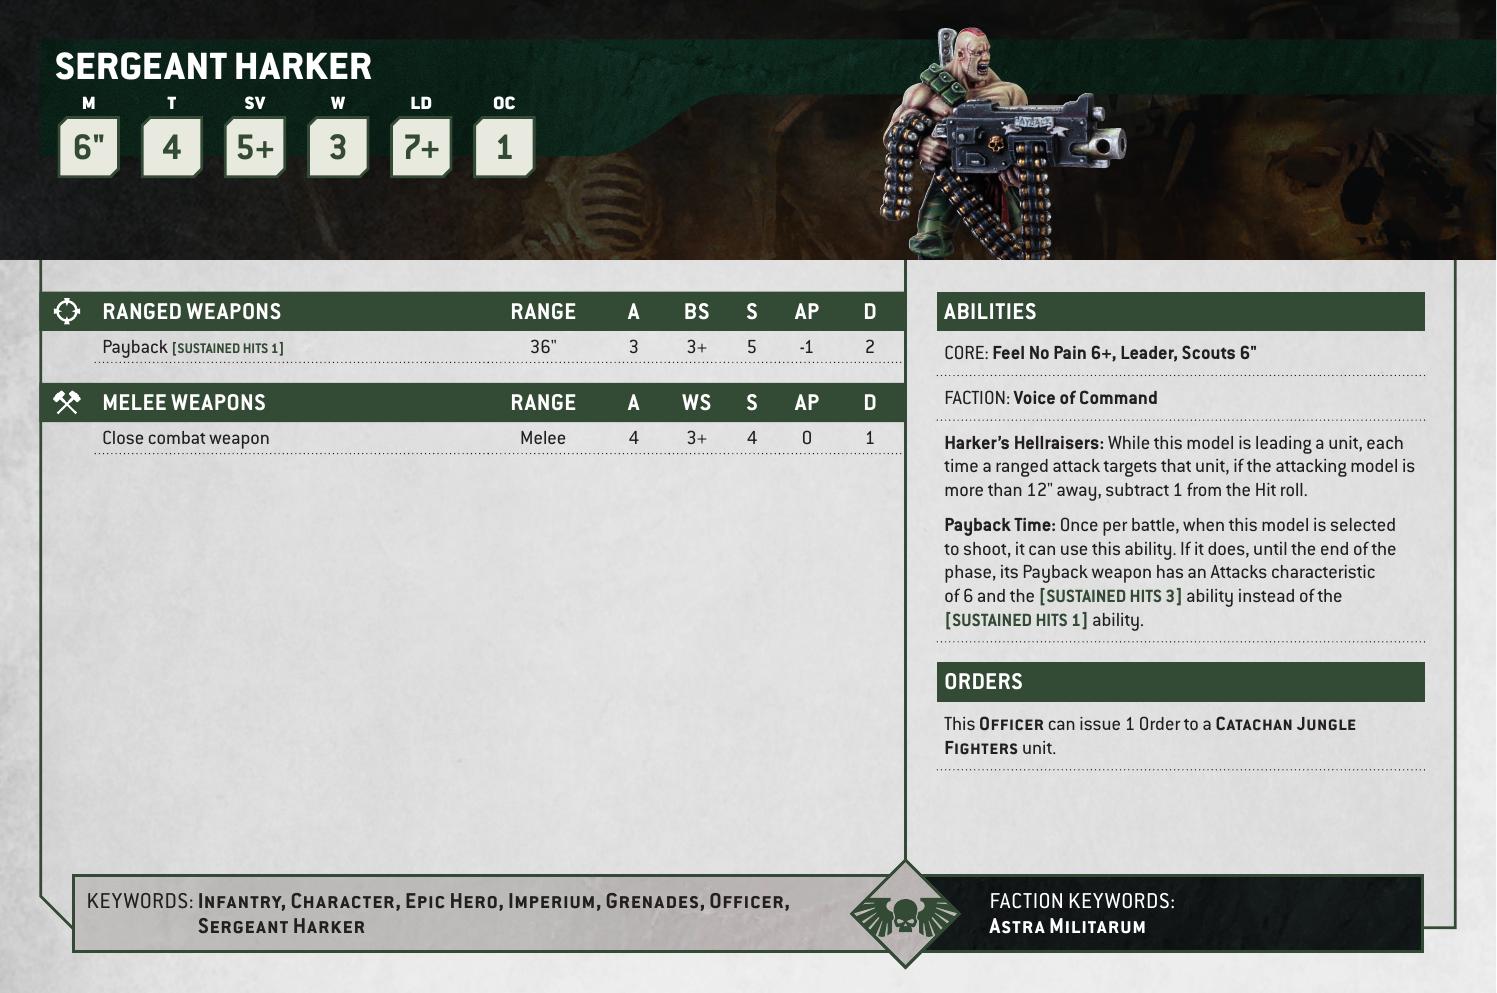 SERGEANT HARKER
M T SV W LD OC
6" 4 5+ 3 7+ 1
PAYBACK
RANGED WEAPONS RANGE A BS S AP D
Payback [SUSTAINED HITS 1] 36" 3 3+ 5 -1 2
MELEE WEAPONS RANGE A WS S AP D
Close combat weapon Melee 4 3+ 4 0 1
ABILITIES
CORE: Feel No Pain 6+, Leader, Scouts 6"
FACTION: Voice of Command
Harker’s Hellraisers: While this model is leading a unit, each
time a ranged attack targets that unit, if the attacking model is
more than 12" away, subtract 1 from the Hit roll.
Payback Time: Once per battle, when this model is selected
to shoot, it can use this ability. If it does, until the end of the
phase, its Payback weapon has an Attacks characteristic
of 6 and the [SUSTAINED HITS 3] ability instead of the
[SUSTAINED HITS 1] ability.
ORDERS
This OFFICER can issue 1 Order to a CATACHAN JUNGLE
FIGHTERS unit.
KEYWORDS: INFANTRY, CHARACTER, EPIC HERO, IMPERIUM, GRENADES, OFFICER,
SERGEANT HARKER
FACTION KEYWORDS:
ASTRA MILITARUM